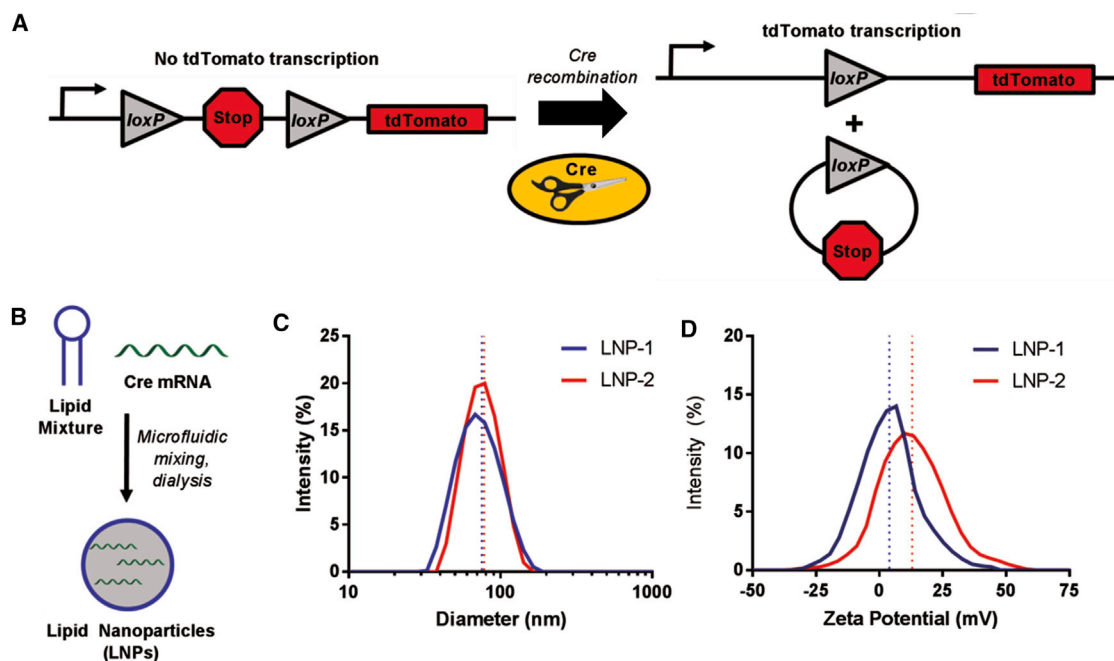 A
No tdTomato transcription
loxP
Stop
loxP
tdTomato
Cre
recombination
Cre
tdTomato transcription
loxP
tdTomato
+
loxP
Stop
B
Lipid
Mixture
Cre mRNA
Microfluidic
mixing,
dialysis
Lipid Nanoparticles
(LNPs)
C
25
20
15
10
5
0
Intensity (%)
10
100
1000
Diameter (nm)
LNP-1
LNP-2
D
20
15
10
5
0
Intensity (%)
-50
-25
0
25
50
75
Zeta Potential (mV)
LNP-1
LNP-2